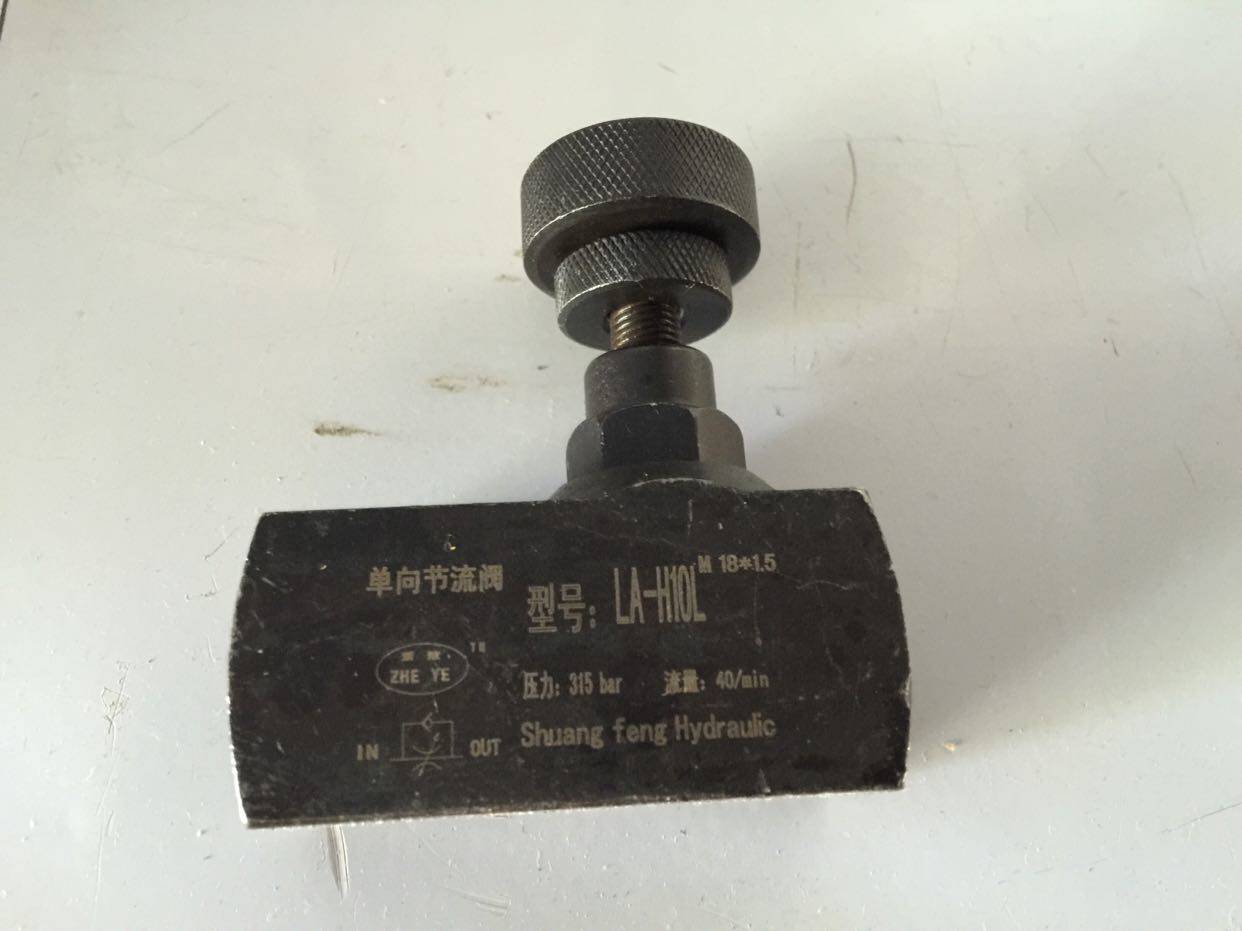 单向节流阀
型号: LA-H10L M 18*1.5
ZHE YE
压力: 315 bar 流量: 40/min
IN OUT Shuang feng Hydraulic